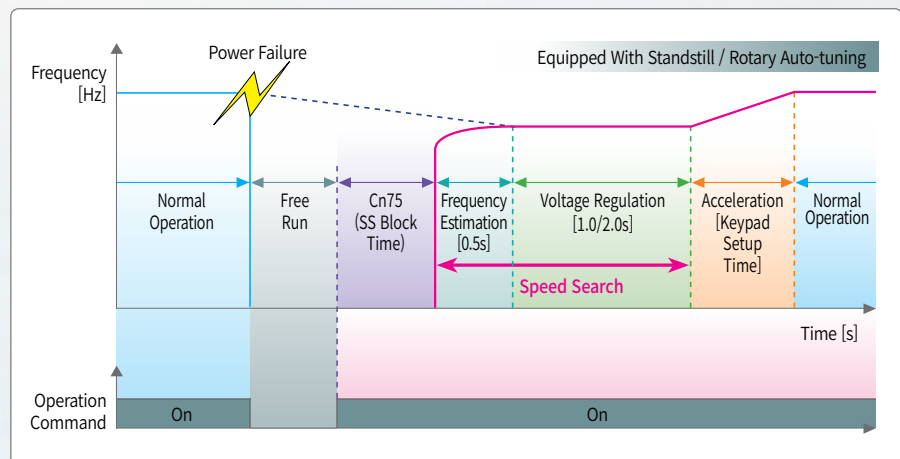 Power Failure
Equipped With Standstill / Rotary Auto-tuning
Frequency
[Hz]
Normal
Operation
Free
Run
Cn75
(SS Block
Time)
Frequency
Estimation
[0.5s]
Voltage Regulation
[1.0/2.0s]
Acceleration
[Keypad
Setup
Time]
Normal
Operation
Speed Search
Time [s]
Operation
Command
On
On